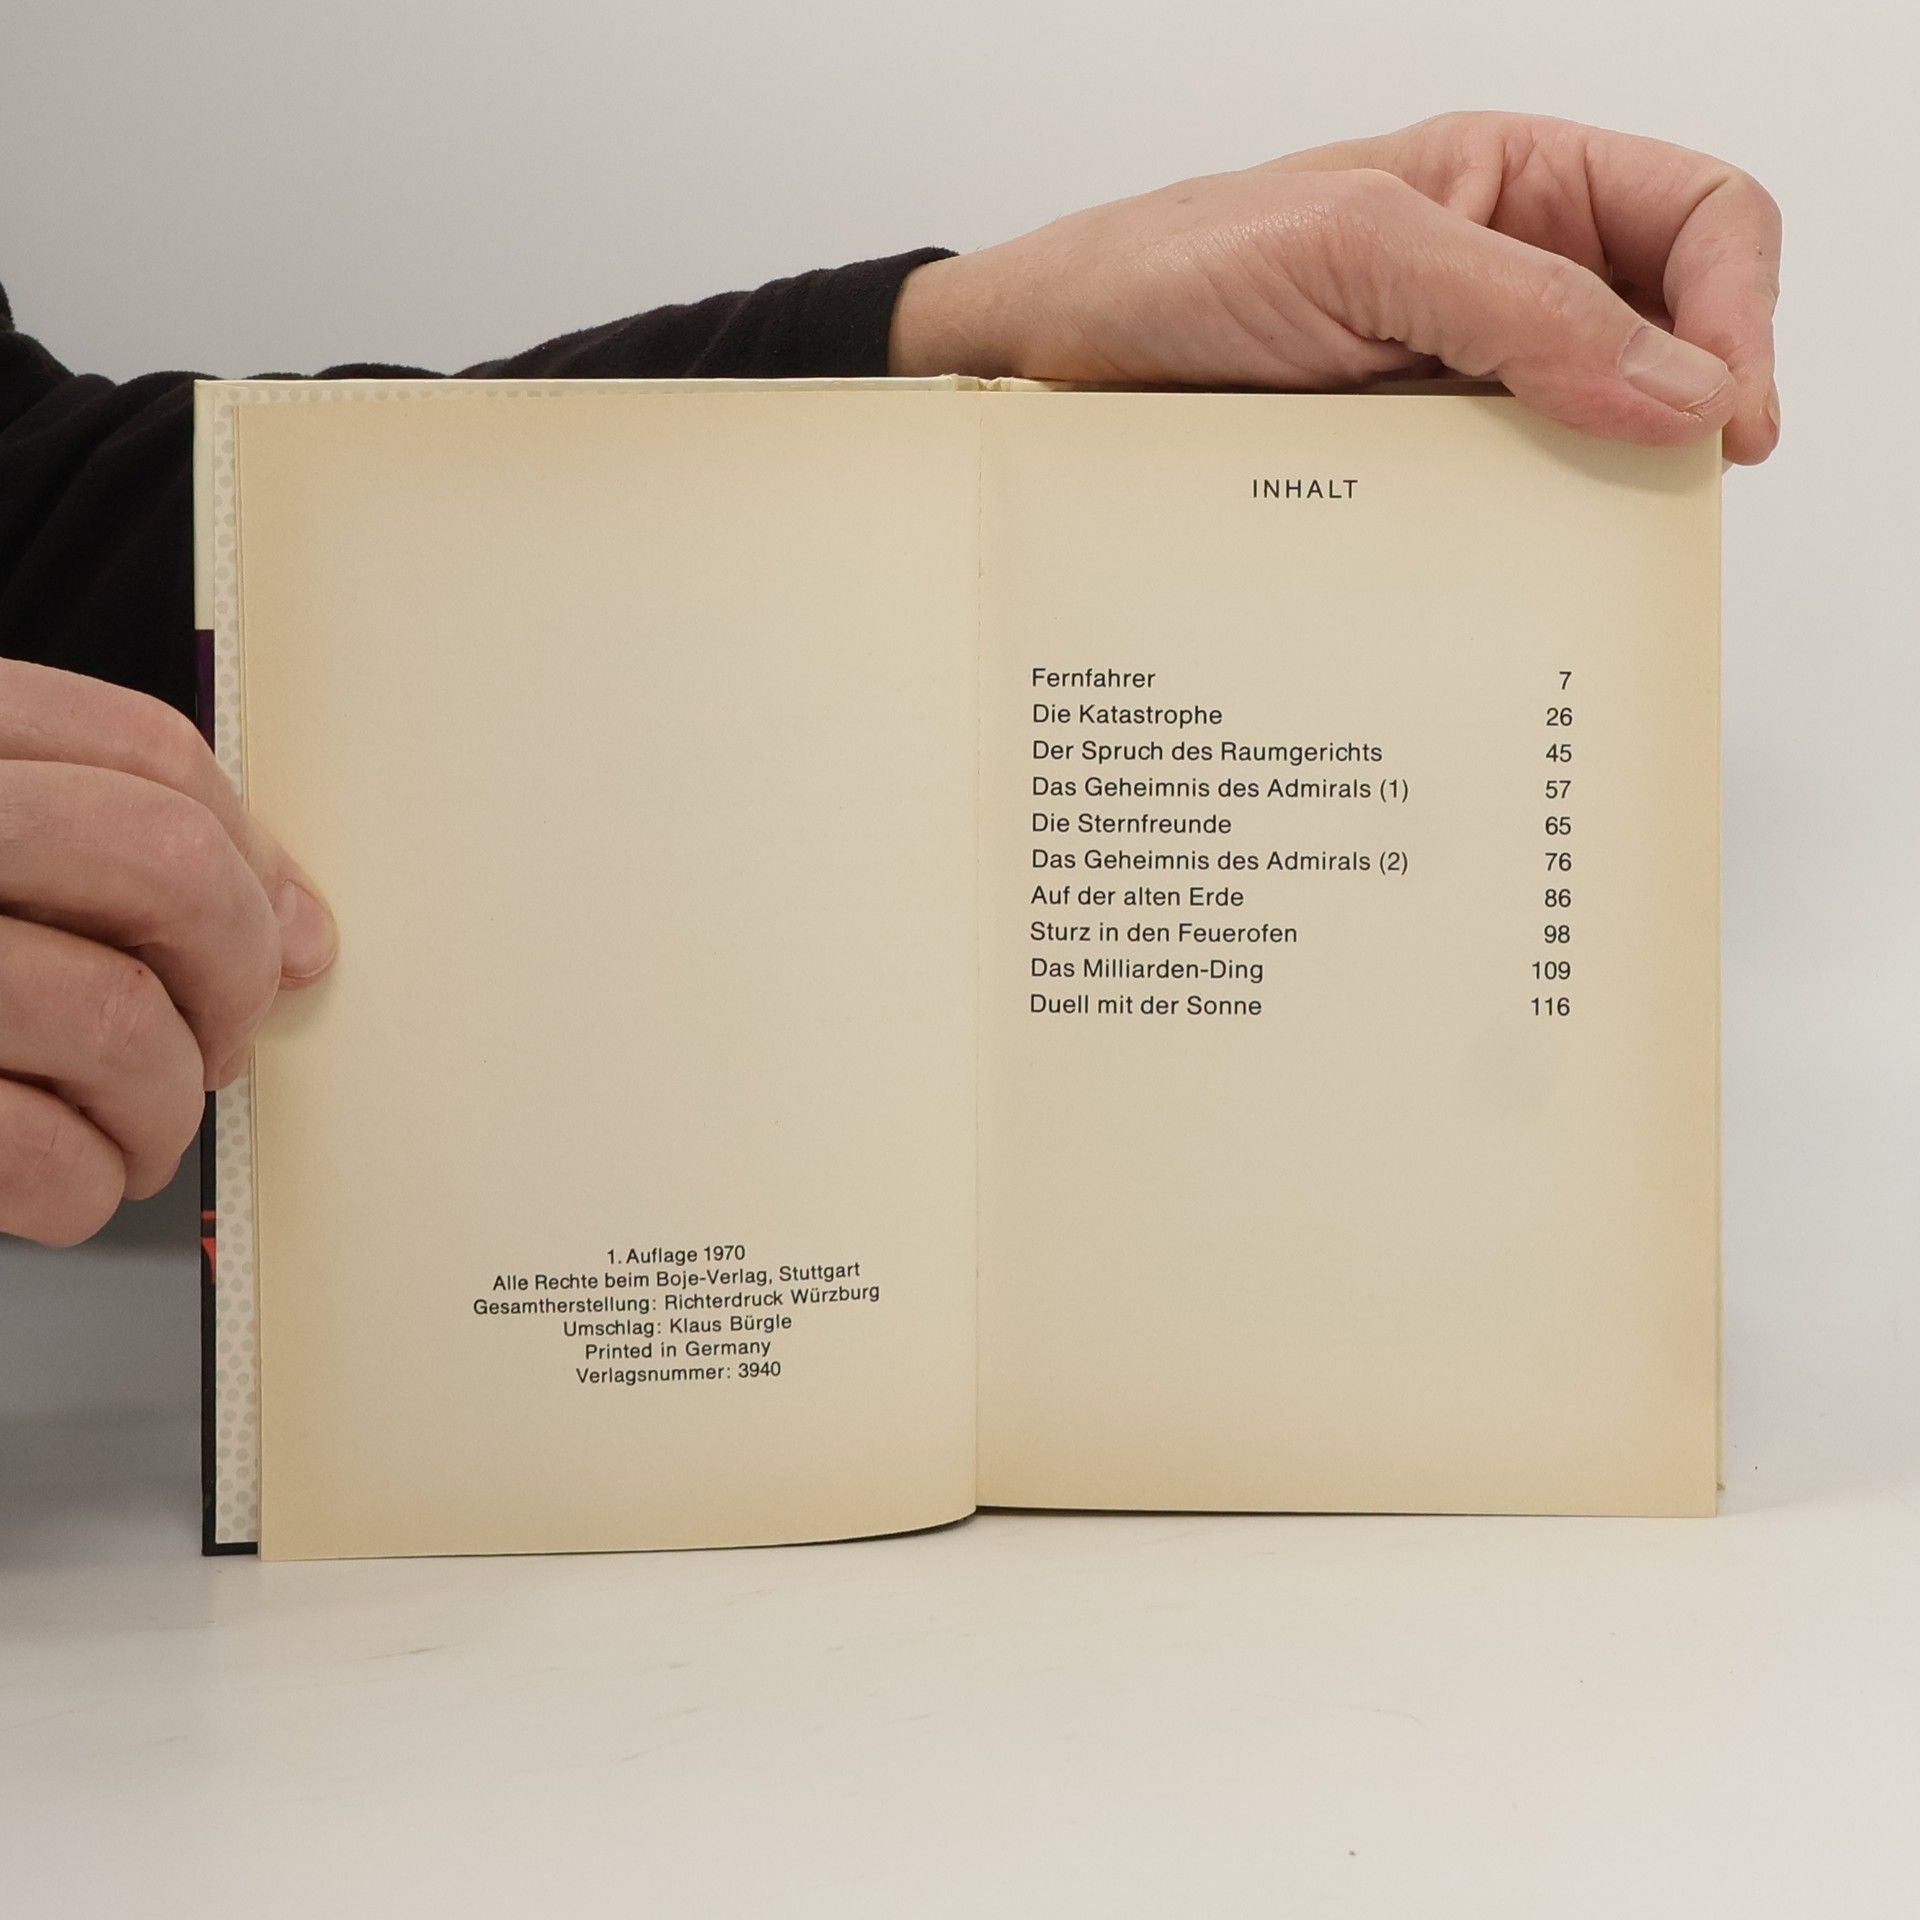 1. Auflage 1970
Alle Rechte beim Boje-Verlag, Stuttgart
Gesamtherstellung: Richterdruck Würzburg
Umschlag: Klaus Bürgle
Printed in Germany
Verlagsnummer: 3940
INHALT
Fernfahrer 7
Die Katastrophe 26
Der Spruch des Raumgerichts 45
Das Geheimnis des Admirals (1) 57
Die Sternfreunde 65
Das Geheimnis des Admirals (2) 76
Auf der alten Erde 86
Sturz in den Feuerofen 98
Das Milliarden-Ding 109
Duell mit der Sonne 116